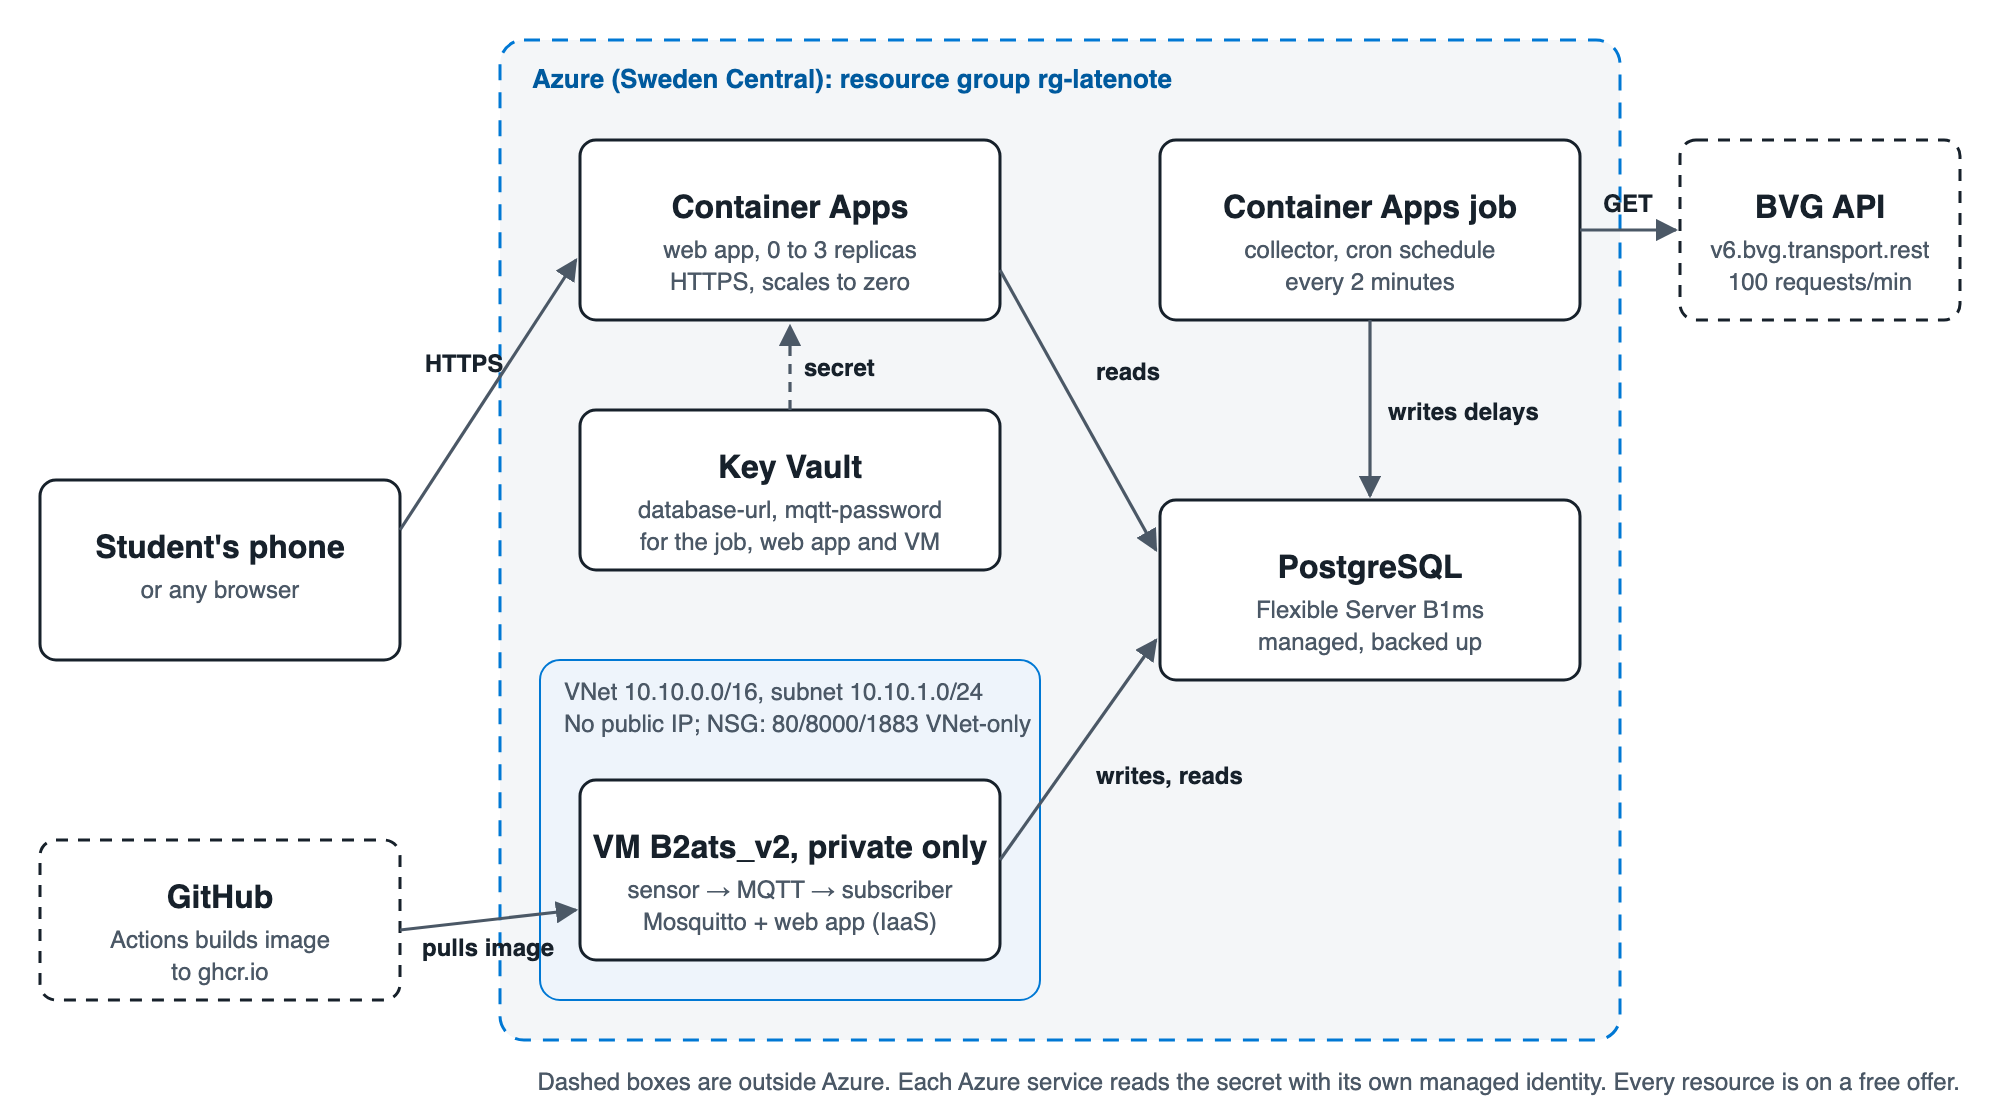 Azure (Sweden Central): resource group rg-latenote
Container Apps
web app, 0 to 3 replicas
HTTPS, scales to zero
Container Apps job
collector, cron schedule
every 2 minutes
GET
BVG API
v6.bvg.transport.rest
100 requests/min
HTTPS
secret
reads
writes delays
Key Vault
database-url, mqtt-password
for the job, web app and VM
Student's phone
or any browser
PostgreSQL
Flexible Server B1ms
managed, backed up
VNet 10.10.0.0/16, subnet 10.10.1.0/24
No public IP; NSG: 80/8000/1883 VNet-only
writes, reads
VM B2ats_v2, private only
sensor → MQTT → subscriber
Mosquitto + web app (IaaS)
GitHub
Actions builds image
to ghcr.io
pulls image
Dashed boxes are outside Azure. Each Azure service reads the secret with its own managed identity. Every resource is on a free offer.